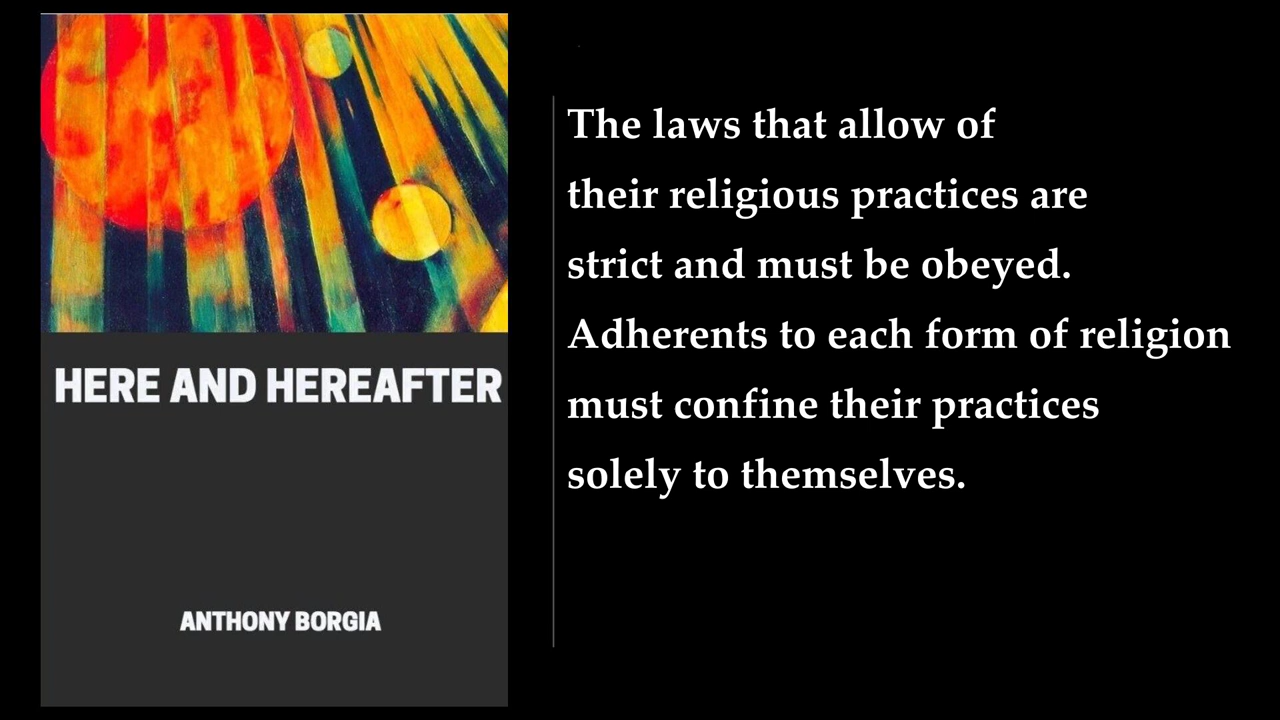 HERE AND HEREAFTER
ANTHONY BORGIA
The laws that allow of
their religious practices are
strict and must be obeyed.
Adherents to each form of religion
must confine their practices
solely to themselves.